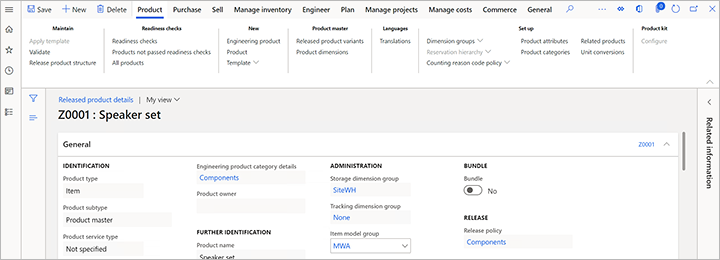 Save New Delete Product Purchase Sell Manage inventory Engineer Plan Manage projects Manage costs Commerce General
0
Maintain Readiness checks New Product master Languages Set up Product kit
Apply template Readiness checks Engineering product Released product variants Translations Dimension groups Product attributes Related products Configure
Validate Products not passed readiness checks Product Product dimensions Reservation hierarchy Product categories Unit conversions
Release product structure All products Template Counting reason code policy
Released product details | My view
Z0001 : Speaker set
Related information
General Z0001
IDENTIFICATION
Product type
Item
Product subtype
Product master
Product service type
Not specified
Engineering product category details
Components
Product owner
FURTHER IDENTIFICATION
Product name
Speaker set
ADMINISTRATION
Storage dimension group
SiteWH
Tracking dimension group
None
Item model group
MWA
BUNDLE
Bundle
No
RELEASE
Release policy
Components